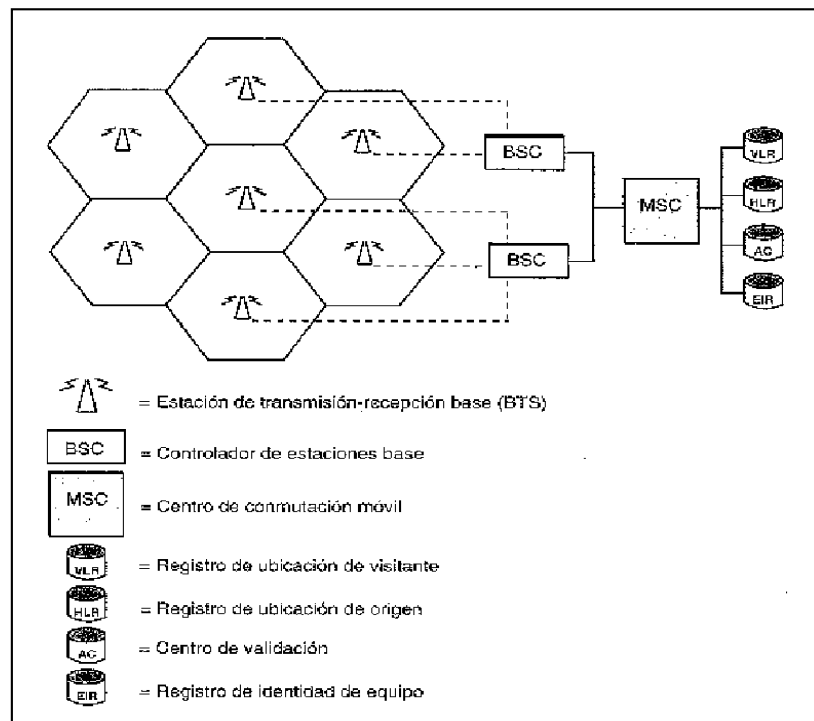 BSC
VLR
HLR
MSC
AC
BSC
EIR
= Estación de transmisión-recepción base (BTS)
BSC = Controlador de estaciones base
MSC = Centro de conmutación móvil
VLR = Registro de ubicación de visitante
HLR = Registro de ubicación de origen
AC = Centro de validación
EIR = Registro de identidad de equipo